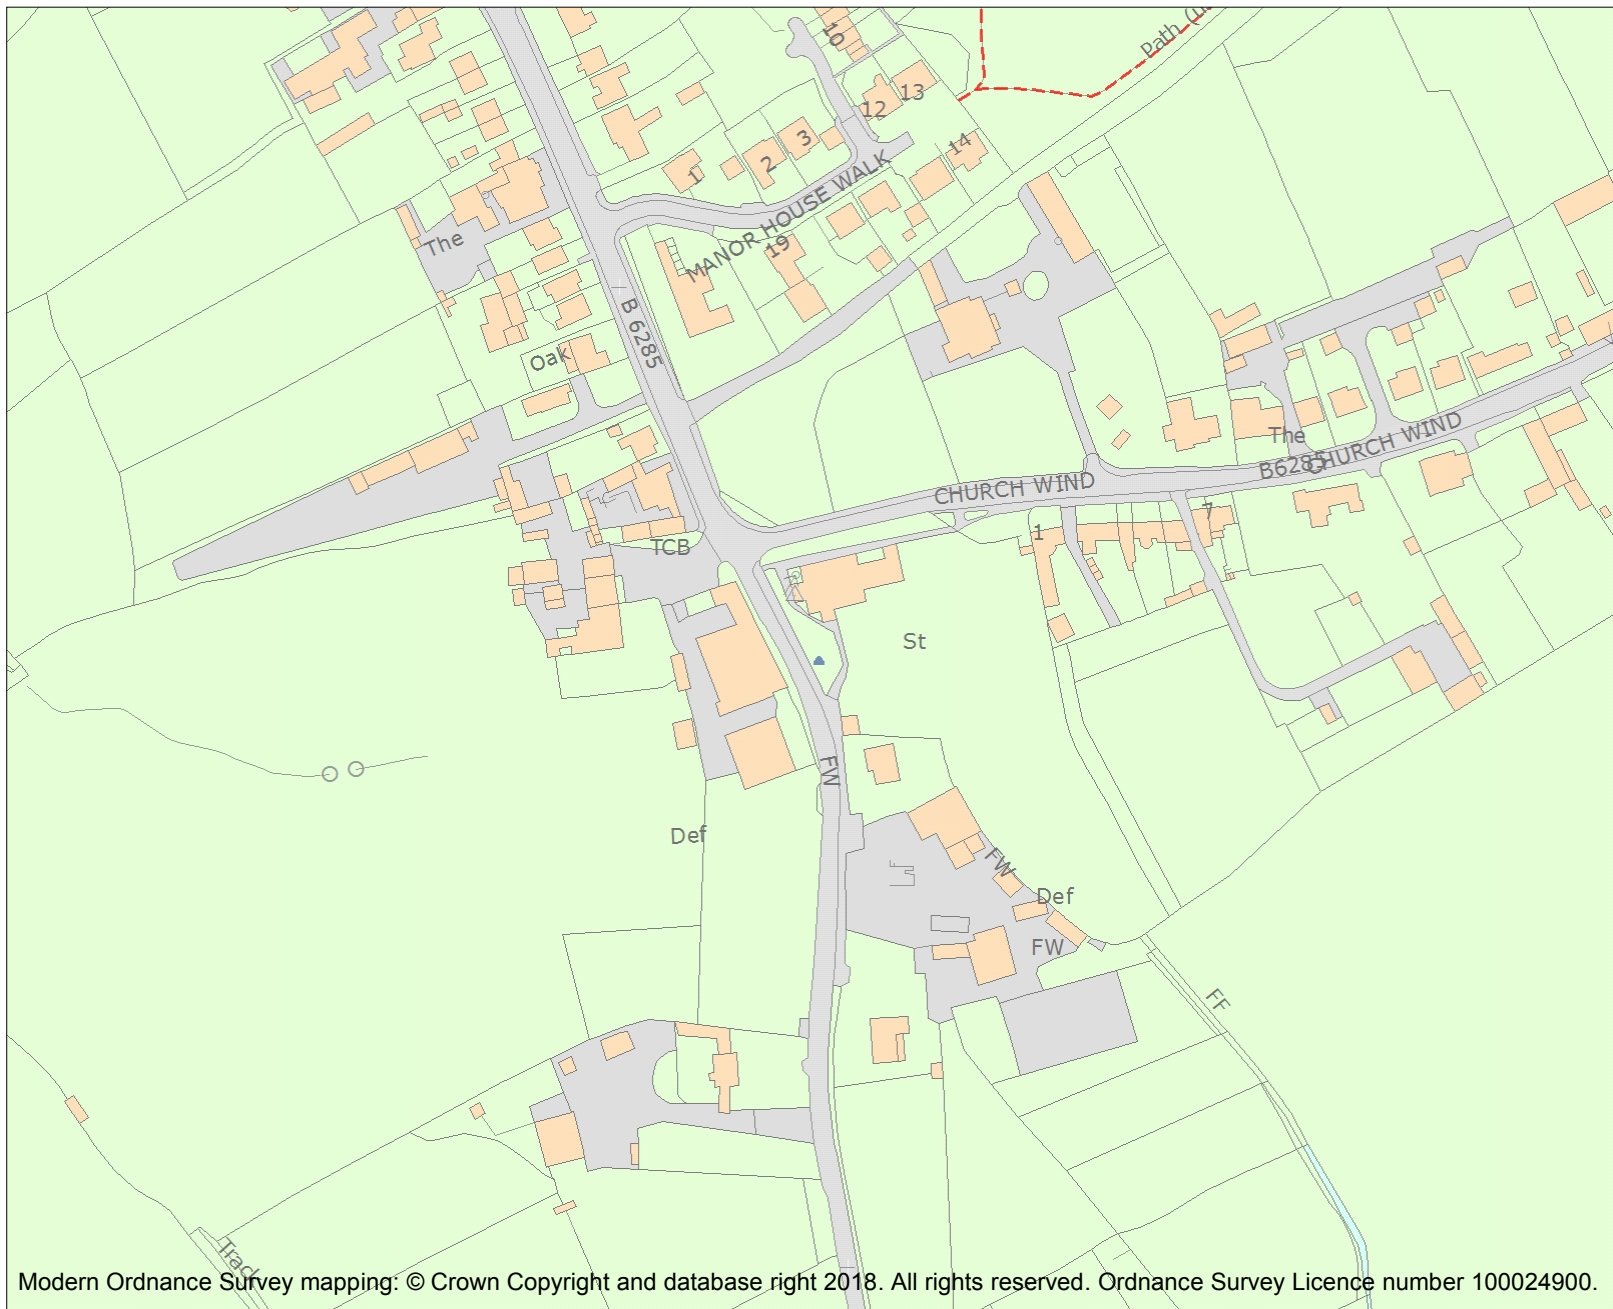 10
Path
13
12
14
3
2
1
MANOR HOUSE WALK
19
The
B 6285
Oak
The
CHURCH WIND
B6285
CHURCH WIND
7
1
TCB
St
FW
Def
FW
Def
FW
FF
Track
Modern Ordnance Survey mapping: © Crown Copyright and database right 2018. All rights reserved. Ordnance Survey Licence number 100024900.